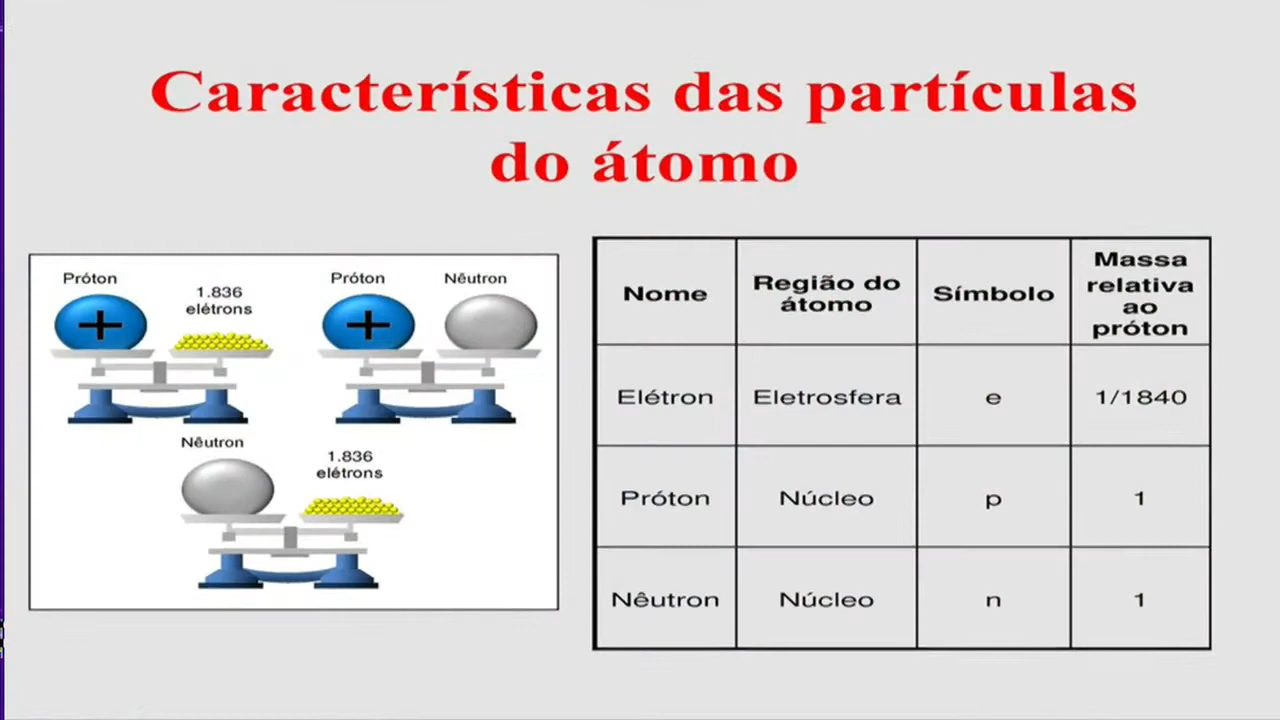 Características das partículas
do átomo
Próton
1.836
elétrons
Próton
Nêutron
+
+
Nêutron
1.836
elétrons
Nome
Região do
átomo
Símbolo
Massa
relativa
ao
próton
Elétron
Eletrosfera
e
1/1840
Próton
Núcleo
p
1
Nêutron
Núcleo
n
1